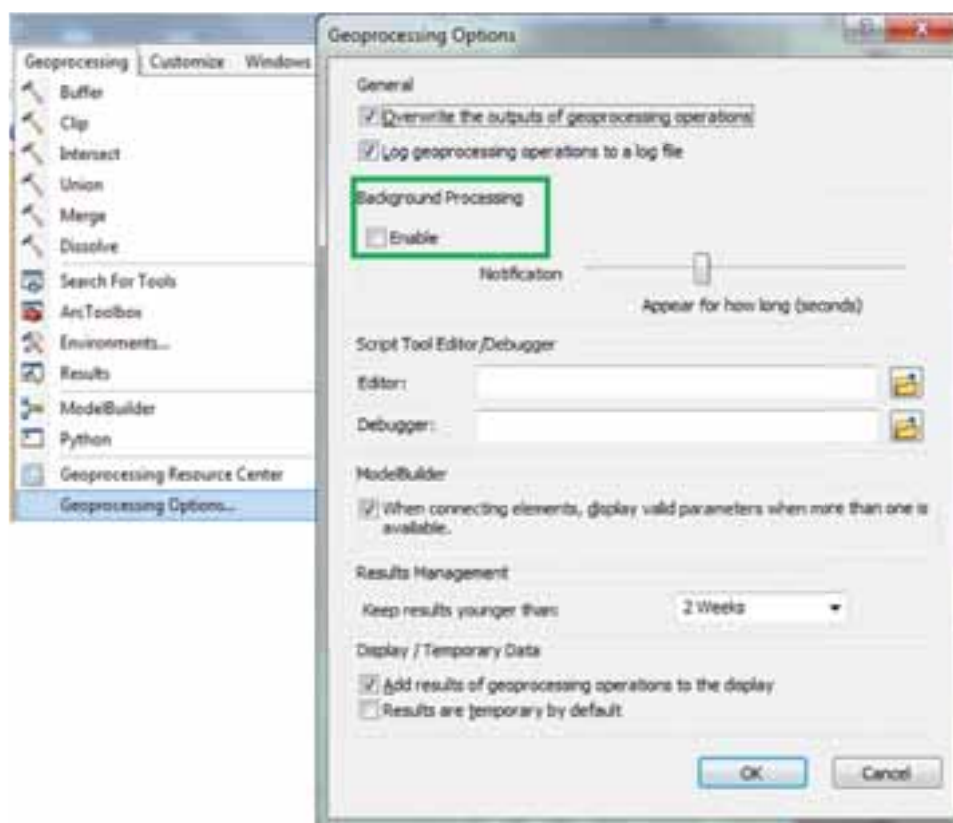 Geoprocessing Customize Windows
Buffer
Clip
Intersect
Union
Merge
Dissolve
Search For Tools
ArcToolbox
Environments...
Results
ModelBuilder
Python
Geoprocessing Resource Center
Geoprocessing Options...
Geoprocessing Options
General
Overwrite the outputs of geoprocessing operations
Log geoprocessing operations to a log file
Background Processing
Enable
Notification
Appear for how long (seconds)
Script Tool Editor/Debugger
Editor:
Debugger:
ModelBuilder
When connecting elements, display valid parameters when more than one is
available.
Results Management
Keep results younger than: 2 Weeks
Display / Temporary Data
Add results of geoprocessing operations to the display
Results are temporary by default
OK Cancel